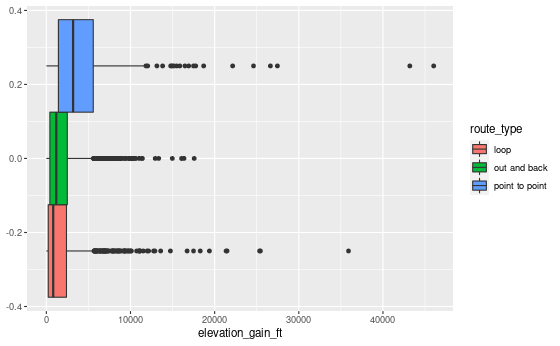 0.4
0.2
0.0
-0.2
-0.4
0
10000
20000
30000
40000
elevation_gain_ft
route_type
loop
out and back
point to point